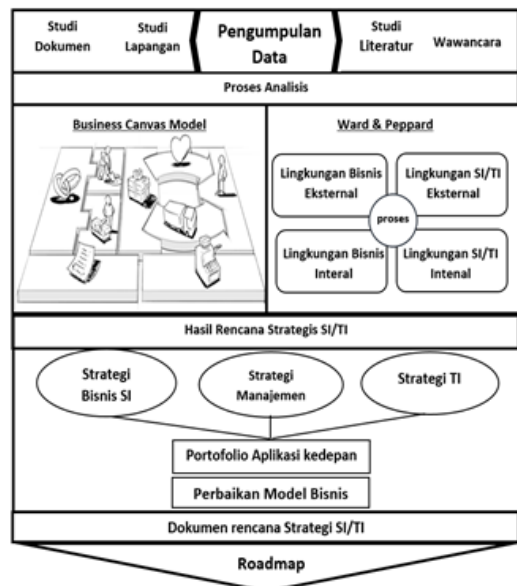 Studi
Dokumen
Studi
Lapangan
Pengumpulan
Data
Studi
Literatur
Wawancara
Proses Analisis
Business Canvas Model
Ward & Peppard
Lingkungan Bisnis
Eksternal
Lingkungan SI/TI
Eksternal
proses
Lingkungan Bisnis
Interal
Lingkungan SI/TI
Intenal
Hasil Rencana Strategis SI/TI
Strategi
Bisnis SI
Strategi
Manajemen
Strategi TI
Portofolio Aplikasi kedepan
Perbaikan Model Bisnis
Dokumen rencana Strategi SI/TI
Roadmap